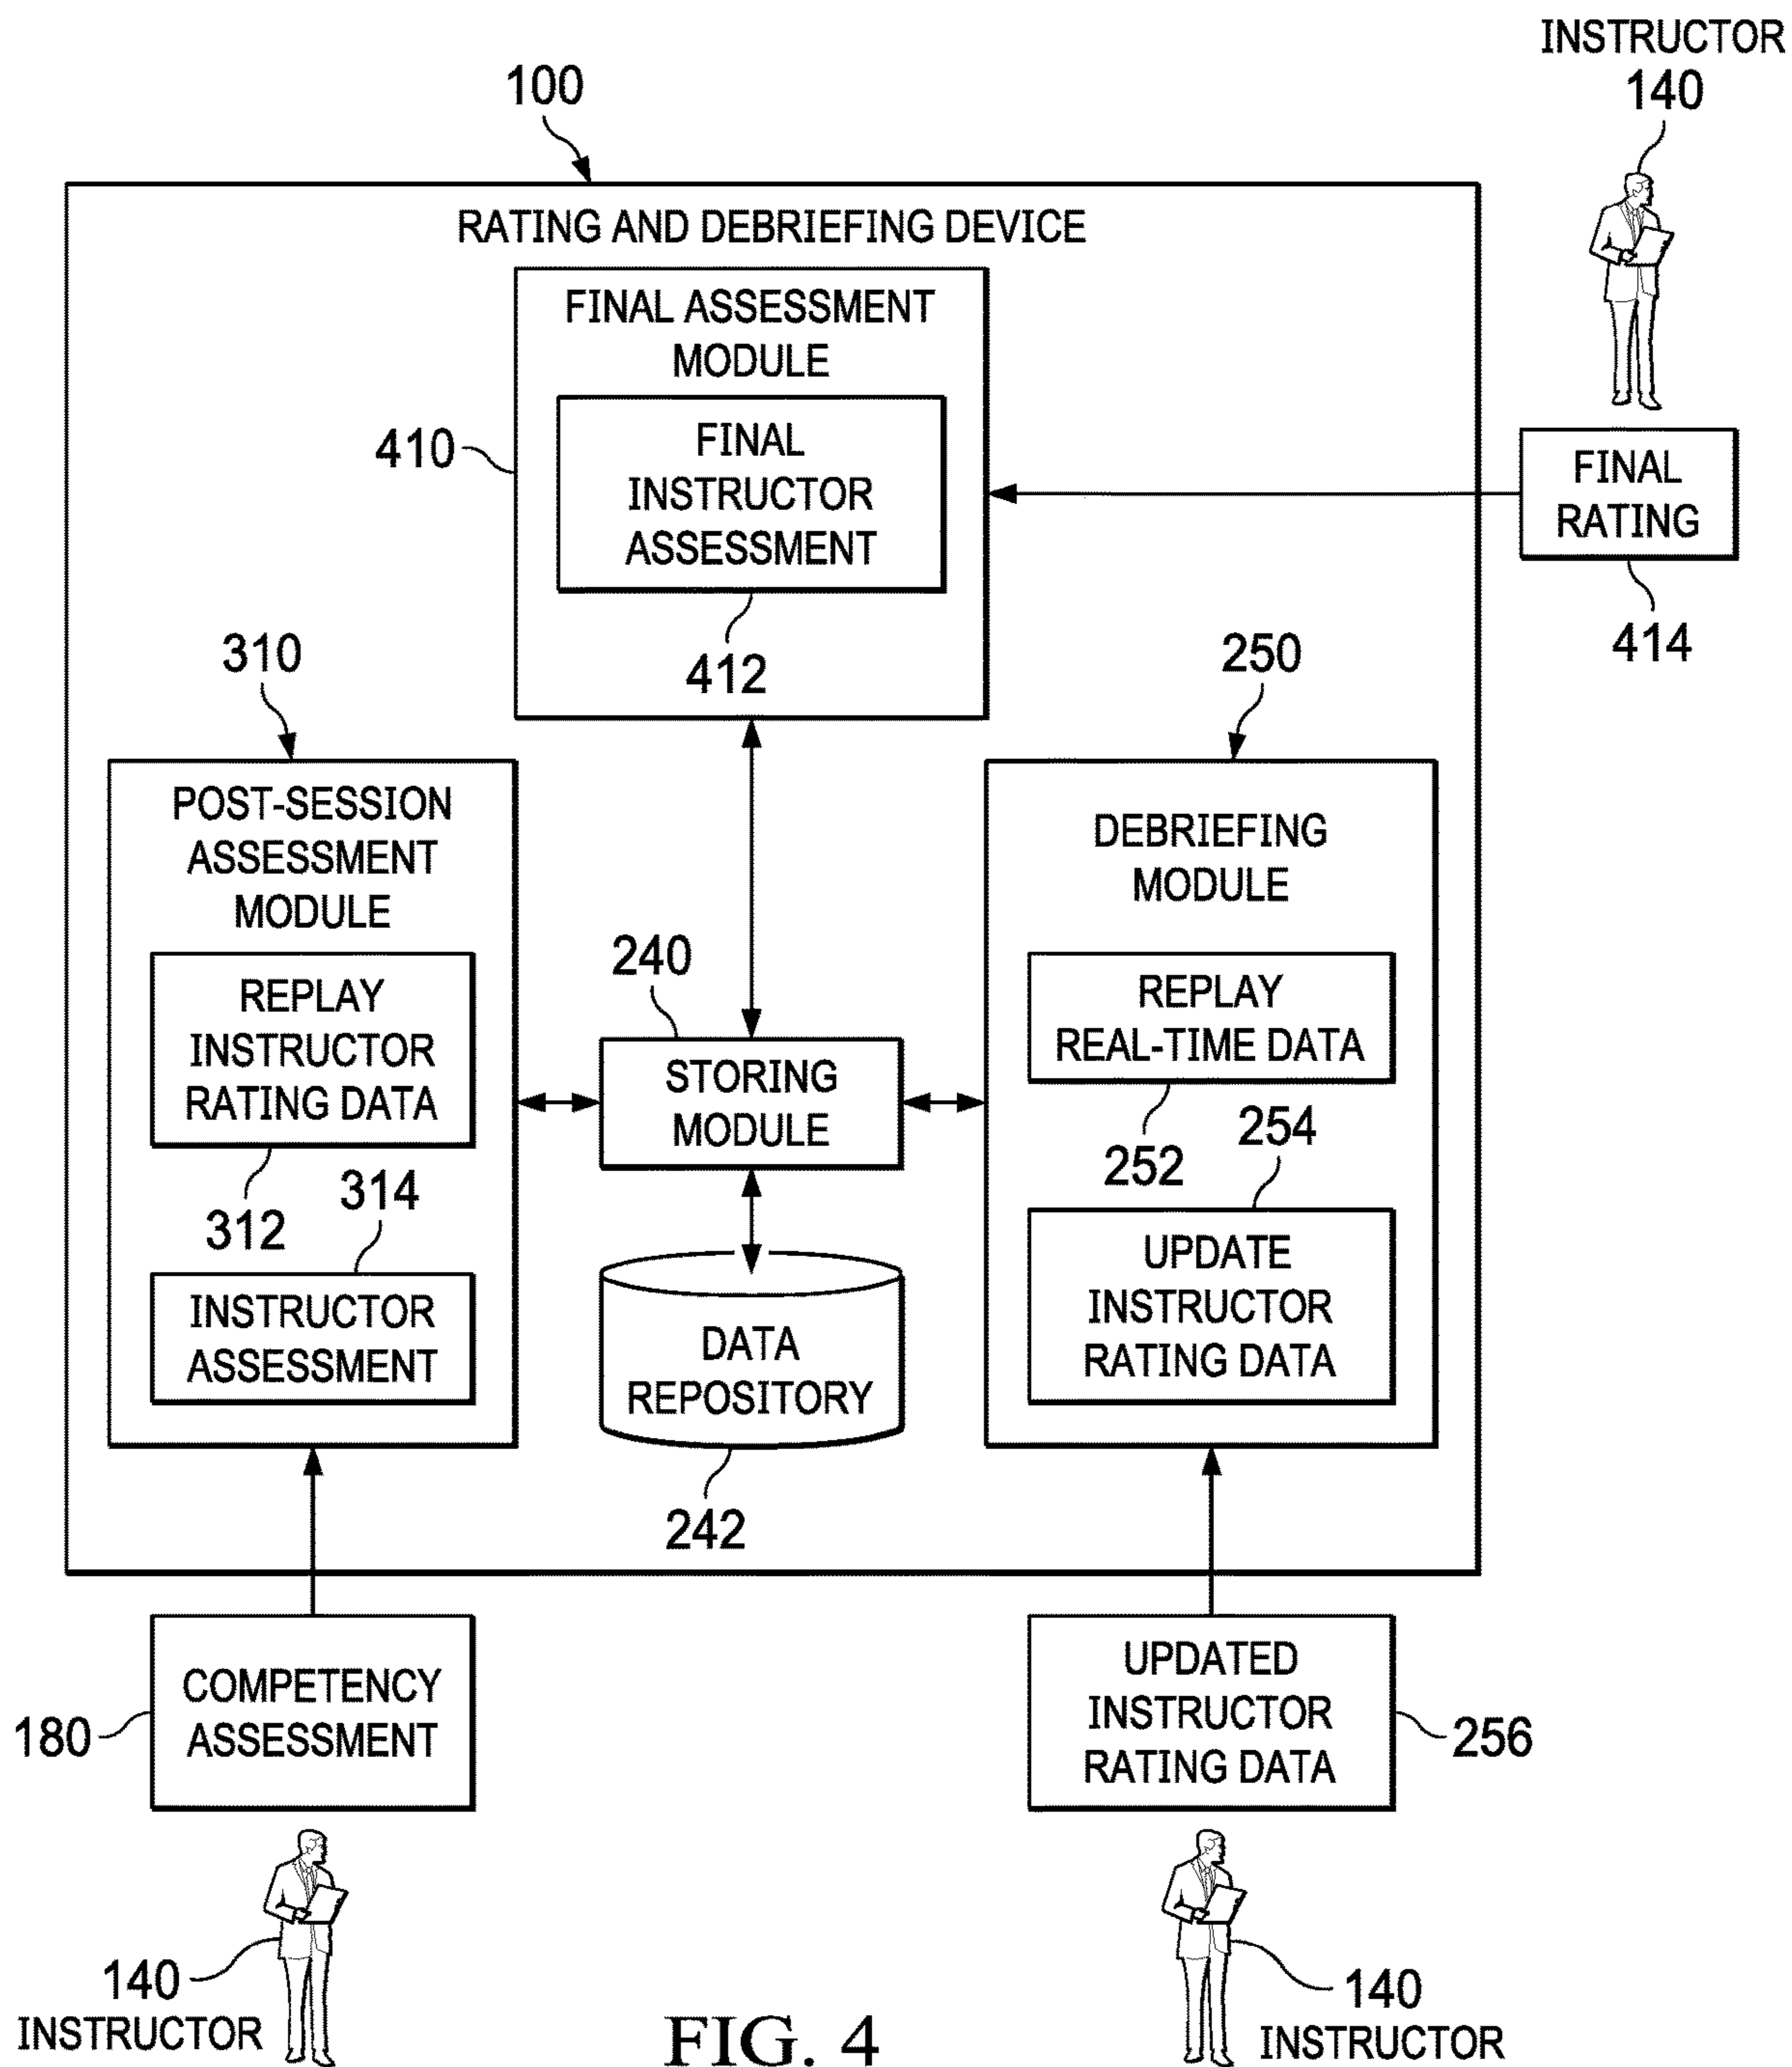 INSTRUCTOR
140
100
RATING AND DEBRIEFING DEVICE
FINAL ASSESSMENT
MODULE
410
FINAL
INSTRUCTOR
ASSESSMENT
412
FINAL
RATING
414
310
250
POST-SESSION
ASSESSMENT
MODULE
REPLAY
INSTRUCTOR
RATING DATA
312
314
INSTRUCTOR
ASSESSMENT
240
STORING
MODULE
DATA
REPOSITORY
242
DEBRIEFING
MODULE
REPLAY
REAL-TIME DATA
252
254
UPDATE
INSTRUCTOR
RATING DATA
COMPETENCY
ASSESSMENT
180
UPDATED
INSTRUCTOR
RATING DATA
256
140
INSTRUCTOR
140
INSTRUCTOR
FIG. 4